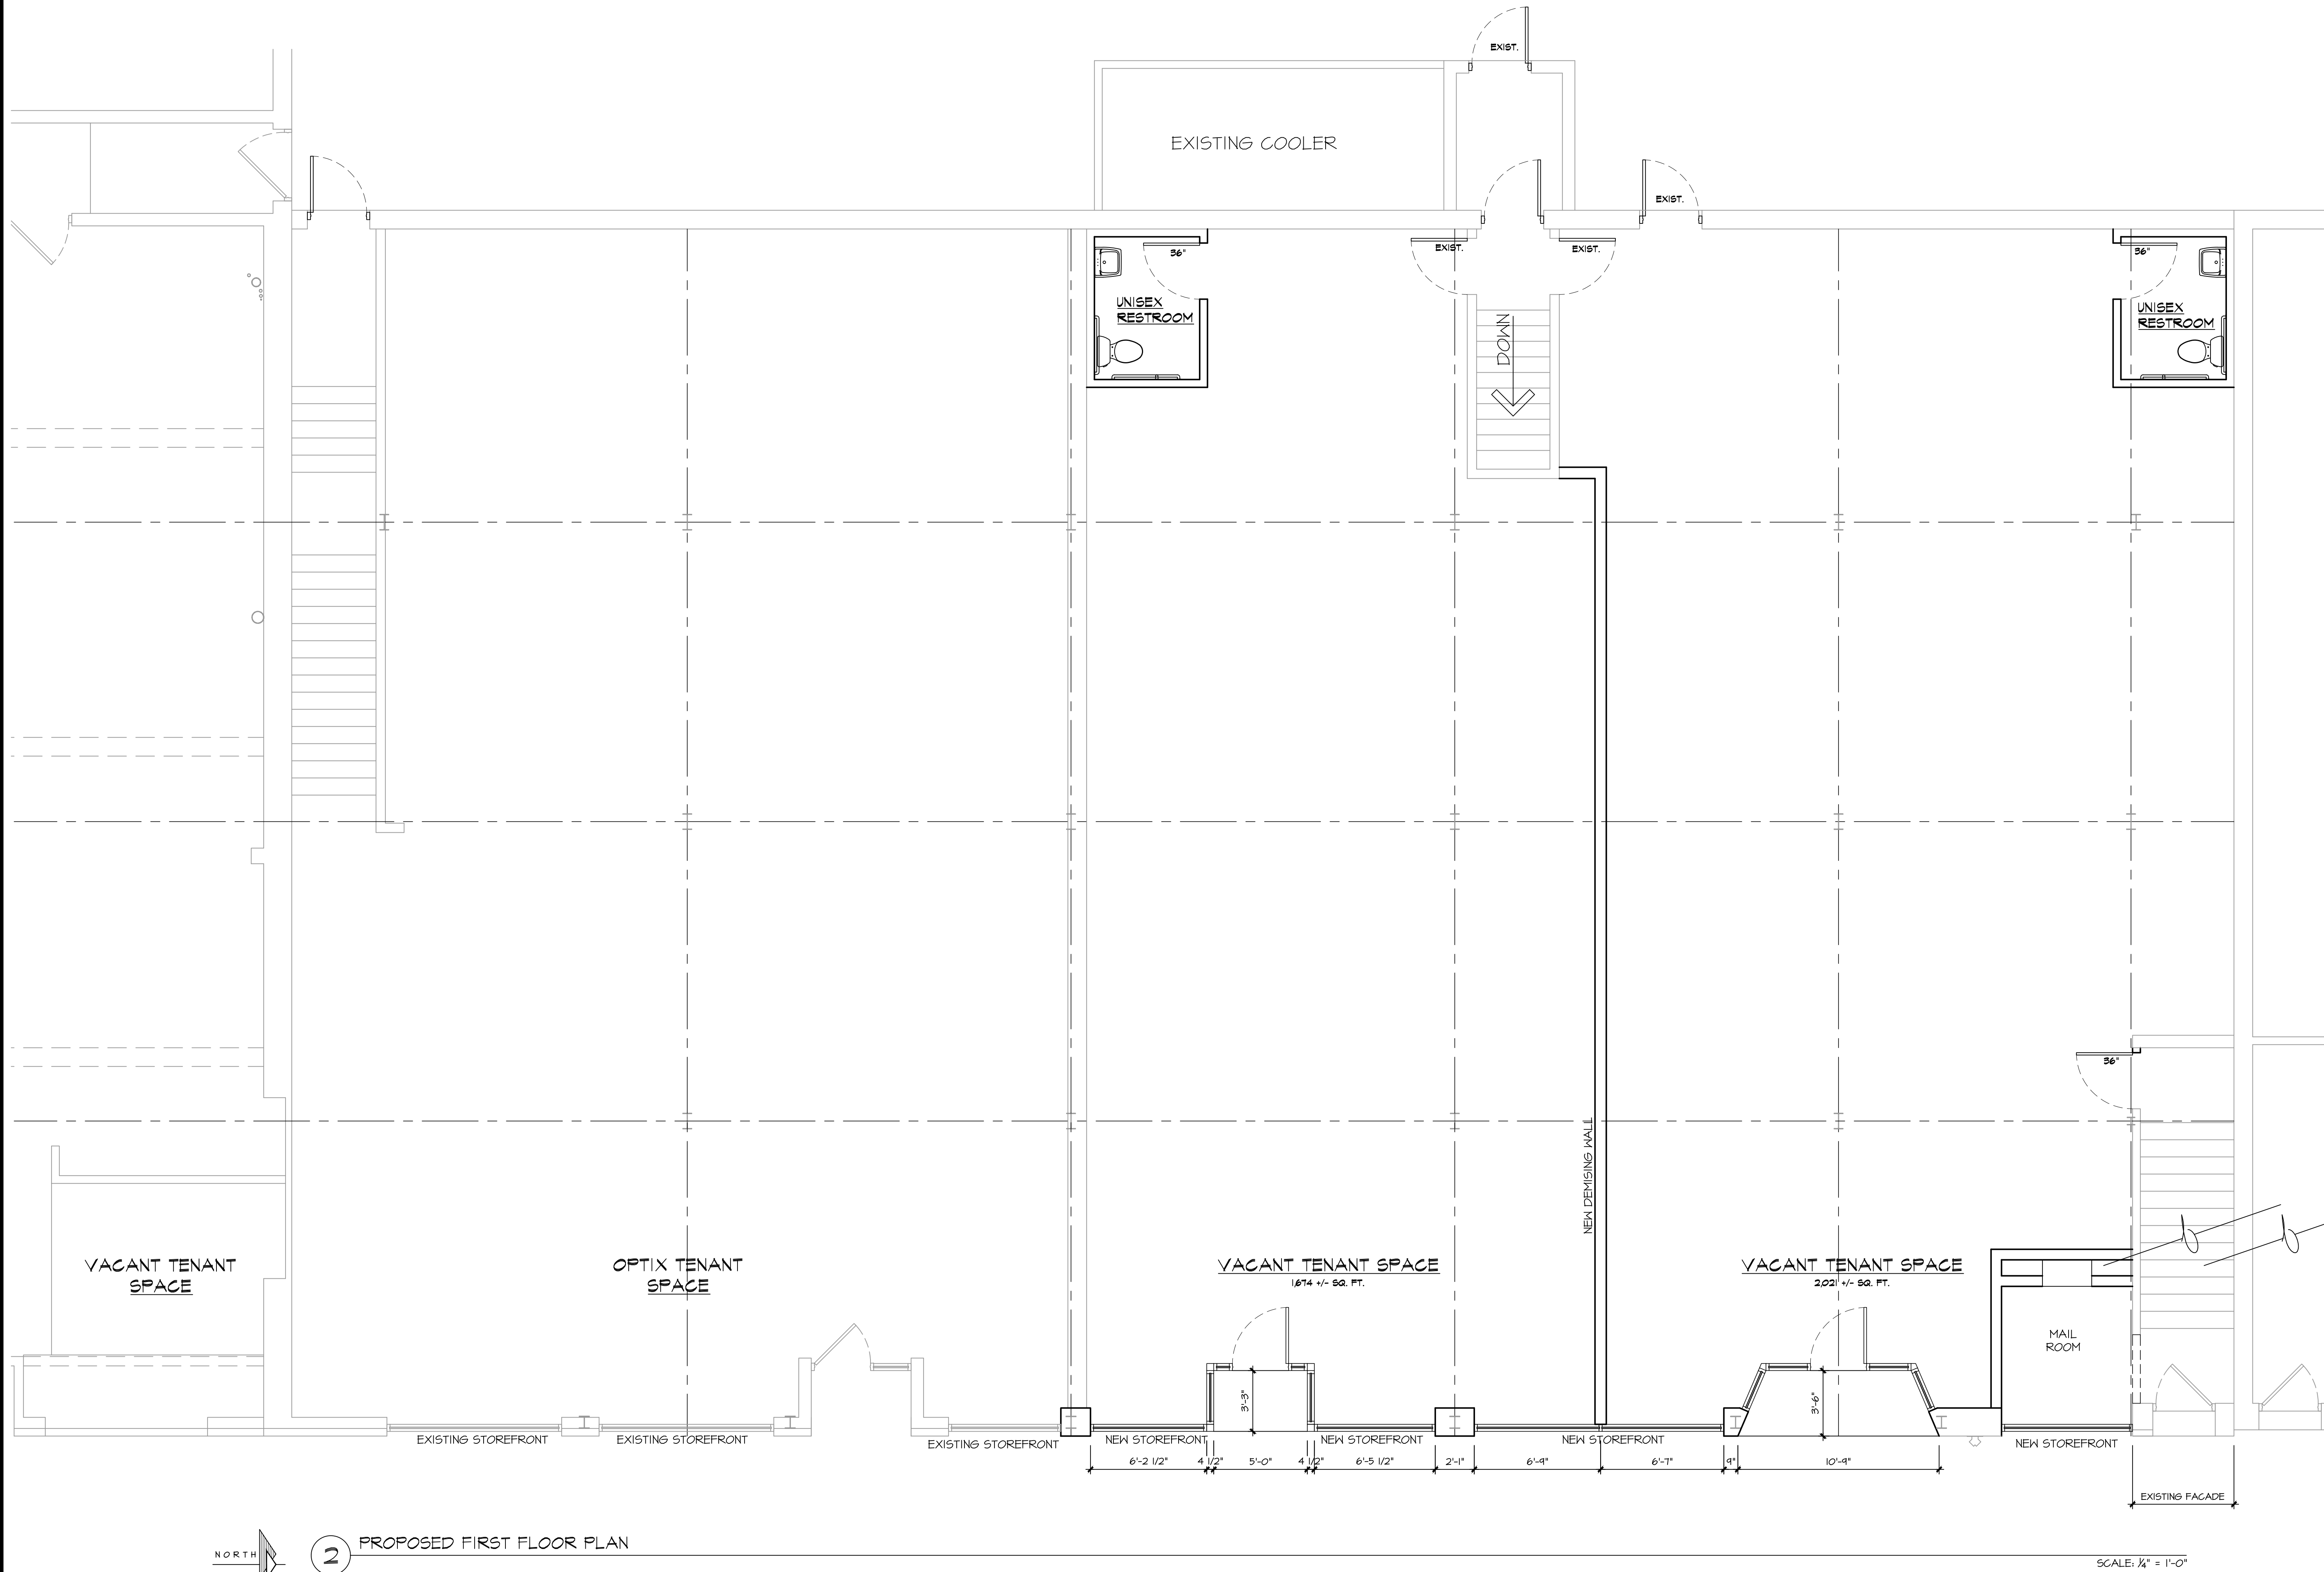 EXIST.
EXISTING COOLER
EXIST.
EXIST.
EXIST.
36"
36"
UNISEX
RESTROOM
UNISEX
RESTROOM
DOWN
36"
NEW DEMISING WALL
VACANT TENANT
SPACE
OPTIX TENANT
SPACE
VACANT TENANT SPACE
1,674 +/- SQ. FT.
VACANT TENANT SPACE
2,021 +/- SQ. FT.
MAIL
ROOM
3'-3"
3'-6"
EXISTING STOREFRONT
EXISTING STOREFRONT
EXISTING STOREFRONT
NEW STOREFRONT
NEW STOREFRONT
NEW STOREFRONT
NEW STOREFRONT
6'-2 1/2"
4 1/2"
5'-0"
4 1/2"
6'-5 1/2"
2'-1"
6'-9"
6'-7"
9"
10'-9"
EXISTING FACADE
NORTH
2
PROPOSED FIRST FLOOR PLAN
SCALE: 1/4" = 1'-0"